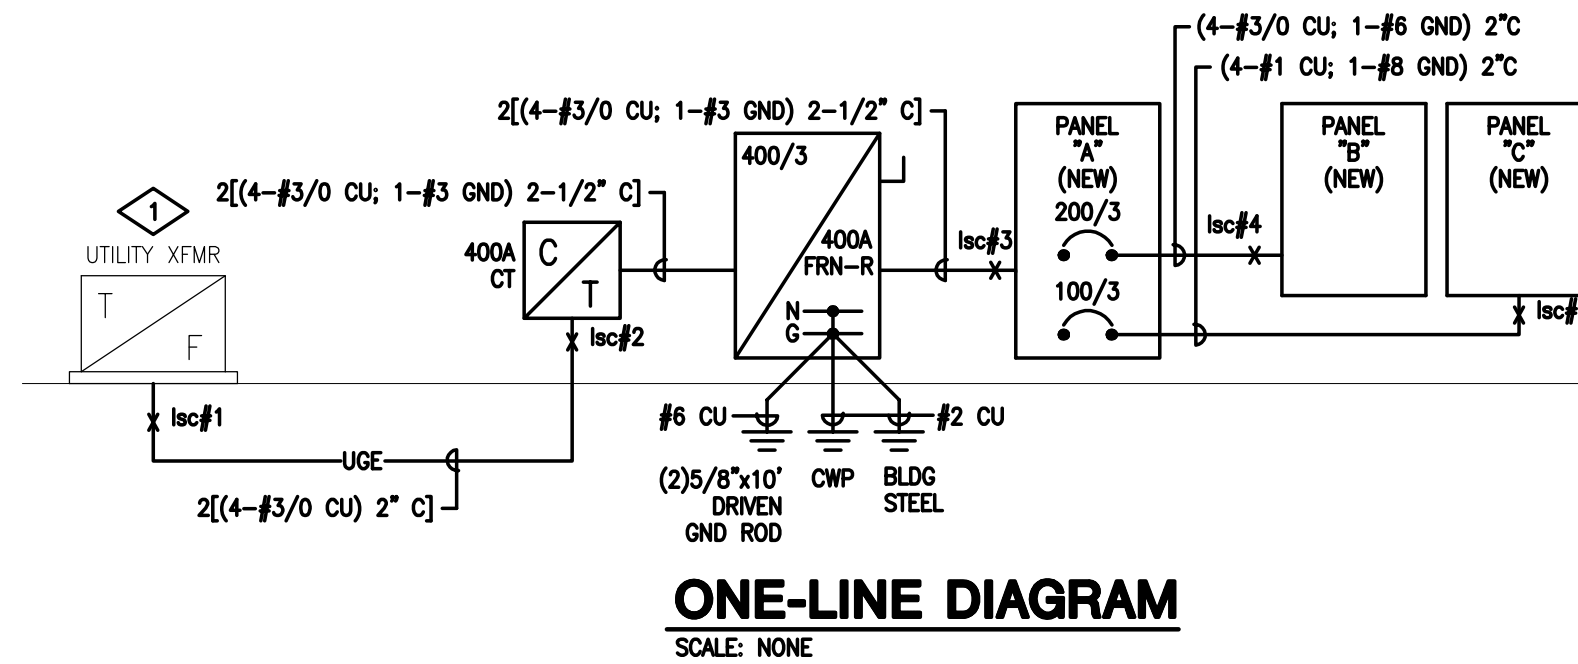 (4-#3/0 CU; 1-#6 GND) 2"C
(4-#1 CU; 1-#8 GND) 2"C
2[(4-#3/0 CU; 1-#3 GND) 2-1/2" C]
PANEL
"A"
(NEW)
PANEL
"B"
(NEW)
PANEL
"C"
(NEW)
400/3
2[(4-#3/0 CU; 1-#3 GND) 2-1/2" C]
1
UTILITY XFMR
T
F
400A
CT
C
T
400A
FRN-R
Isc#3
200/3
Isc#4
100/3
Isc#
N
G
Isc#2
Isc#1
#6 CU
#2 CU
UGE
2[(4-#3/0 CU) 2" C]
(2)5/8"x10'
DRIVEN
GND ROD
CWP
BLDG
STEEL
ONE-LINE DIAGRAM
SCALE: NONE